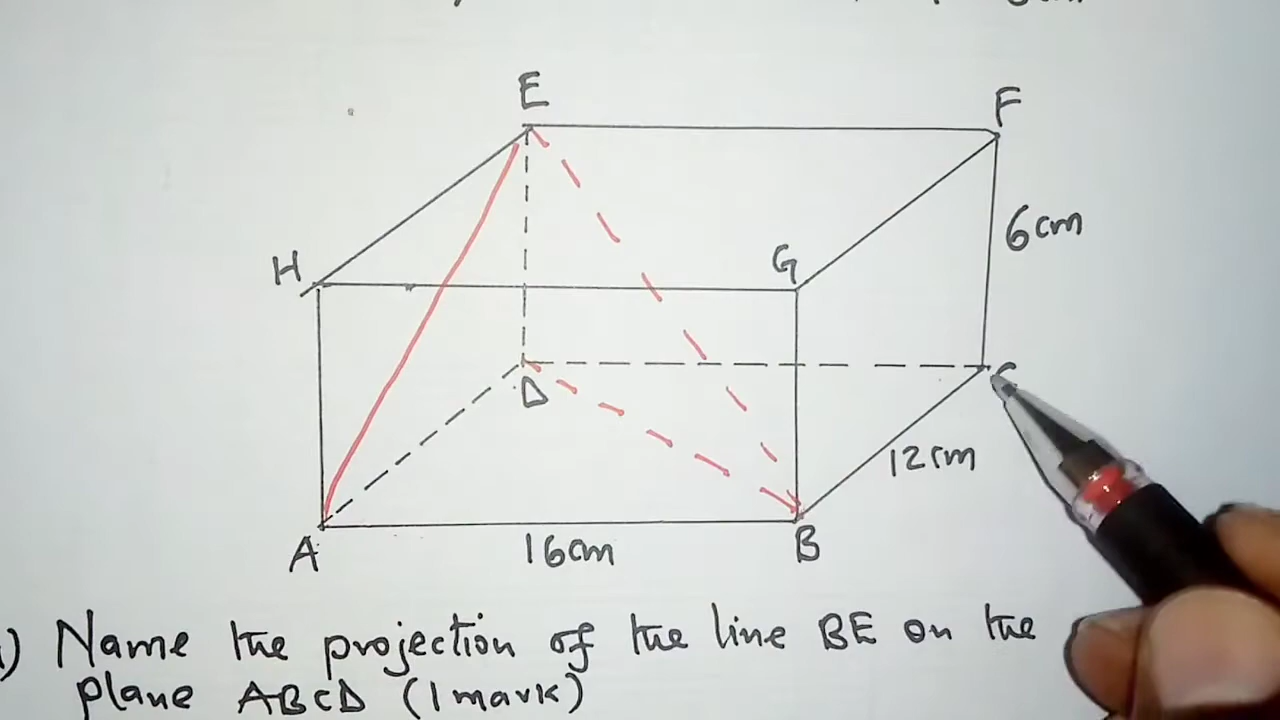 E
F
6cm
H
G
D
C
12cm
A
16cm
B
) Name the projection of the line BE on the
plane ABCD (1 mark)